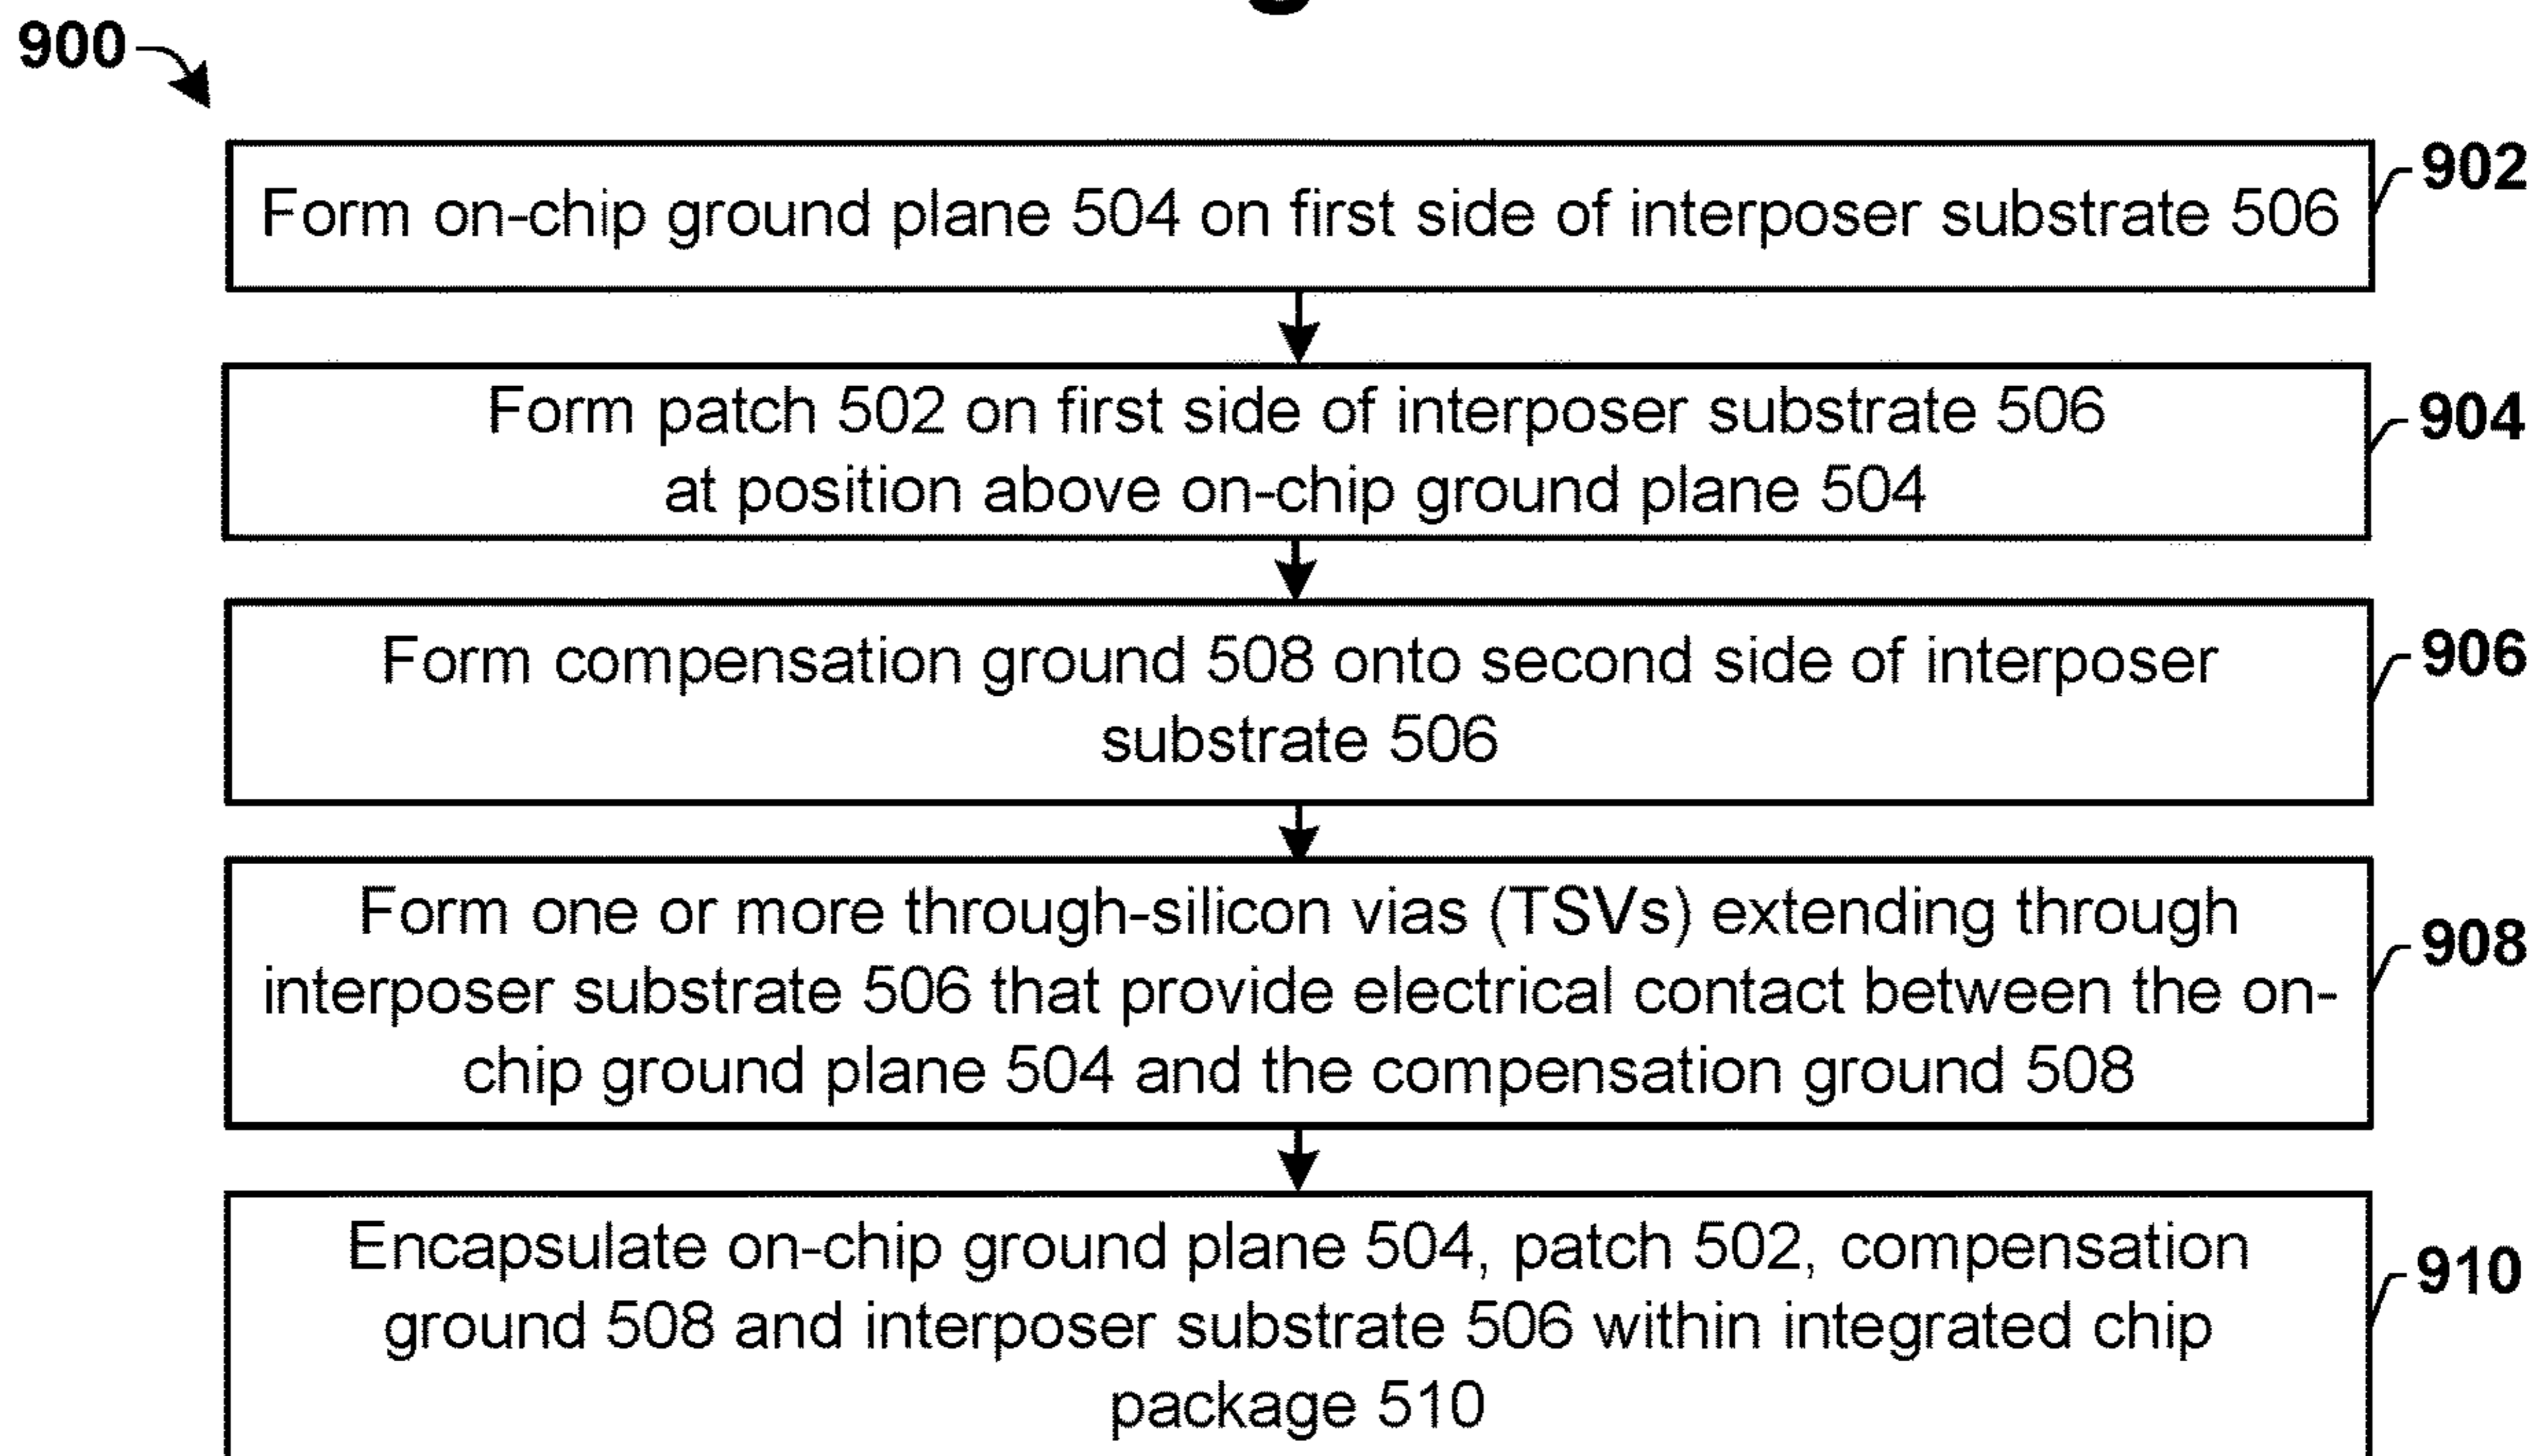 900
Form on-chip ground plane 504 on first side of interposer substrate 506
902
Form patch 502 on first side of interposer substrate 506
at position above on-chip ground plane 504
904
Form compensation ground 508 onto second side of interposer
substrate 506
906
Form one or more through-silicon vias (TSVs) extending through
interposer substrate 506 that provide electrical contact between the on-
chip ground plane 504 and the compensation ground 508
908
Encapsulate on-chip ground plane 504, patch 502, compensation
ground 508 and interposer substrate 506 within integrated chip
package 510
910